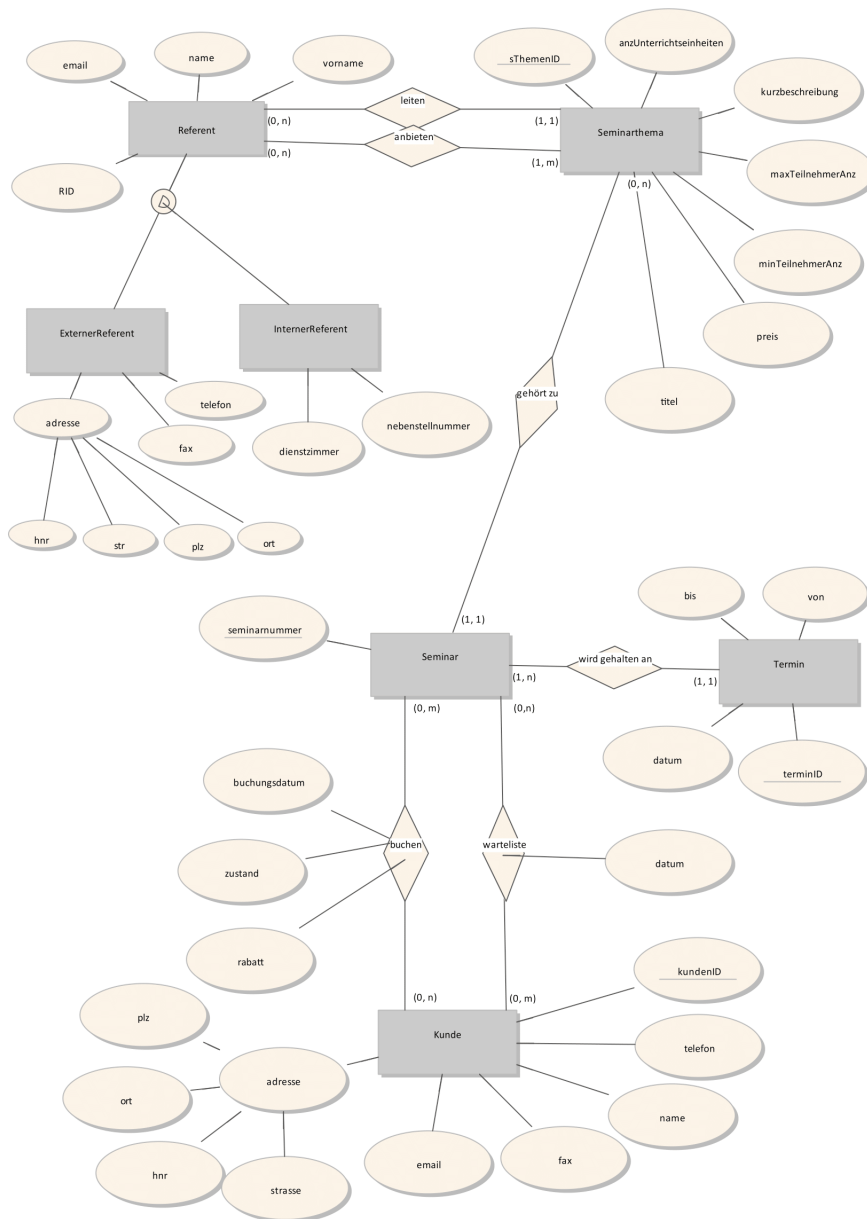 name
email
vorname
anzUnterrichtseinheiten
sThemenID
kurzbeschreibung
leiten
(0, n)
(1, 1)
Referent
anbieten
Seminarthema
(0, n)
(1, m)
maxTeilnehmerAnz
(0, n)
RID
D
minTeilnehmerAnz
ExternerReferent
InternerReferent
preis
gehört zu
telefon
titel
adresse
nebenstellnummer
fax
dienstzimmer
hnr
str
plz
ort
bis
von
seminarnummer
(1, 1)
Seminar
wird gehalten an
Termin
(1, n)
(1, 1)
(0, m)
(0,n)
datum
terminID
buchungsdatum
buchen
warteliste
datum
zustand
rabatt
kundenID
(0, n)
(0, m)
plz
Kunde
telefon
adresse
ort
name
email
fax
hnr
strasse